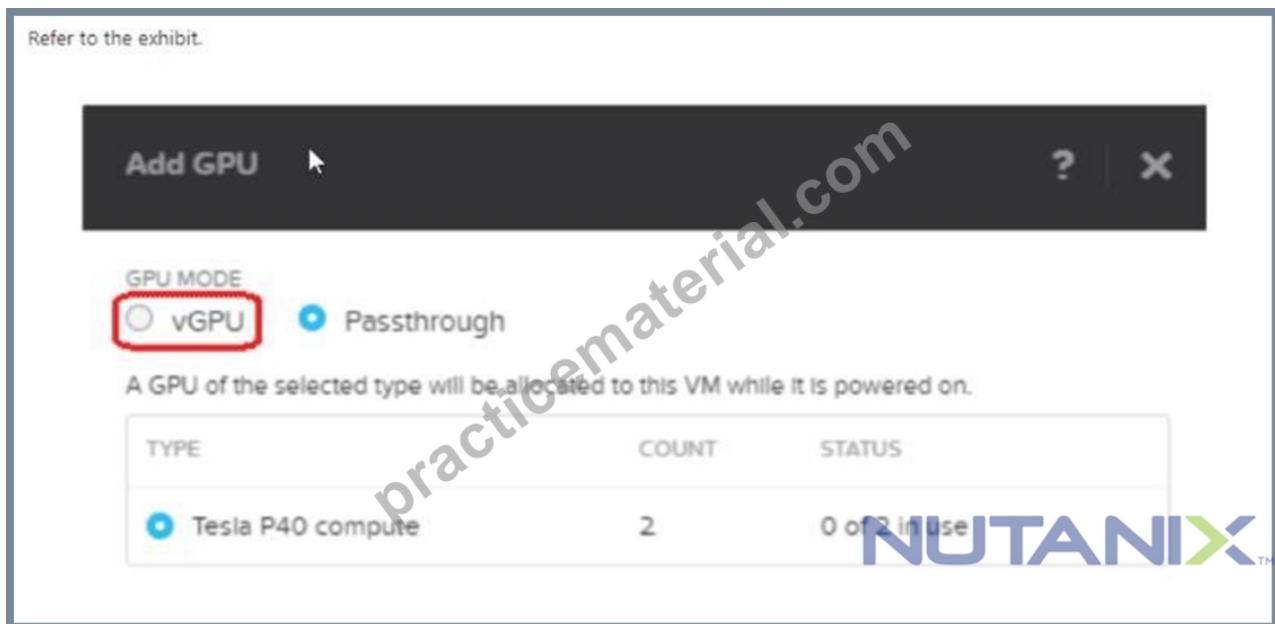 Refer to the exhibit.
Add GPU ? X
GPU MODE
vGPU Passthrough
A GPU of the selected type will be allocated to this VM while it is powered on.
TYPE COUNT STATUS
Tesla P40 compute 2 0 of 2 in use
NUTANIX™
practicematerial.com